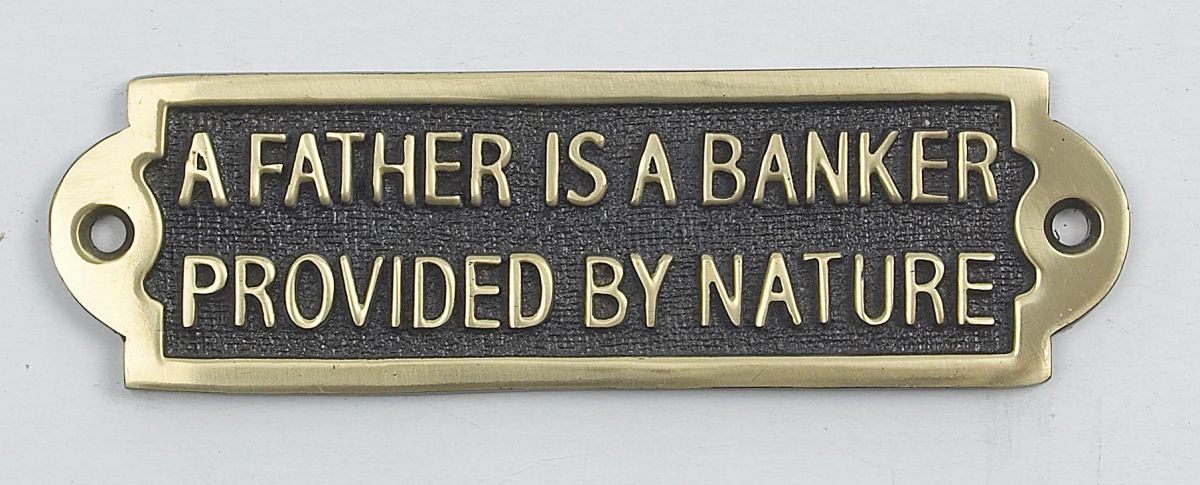 A FATHER IS A BANKER
PROVIDED BY NATURE